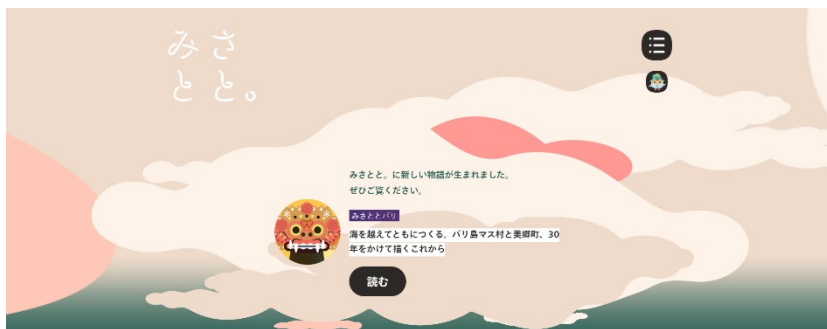 みさ
とと。
みさとと。に新しい物語が生まれました。
ぜひご覧ください。
みさととバリ
海を越えてともにつくる。バリ島マス村と美郷町、30
年をかけて描くこれから
読む